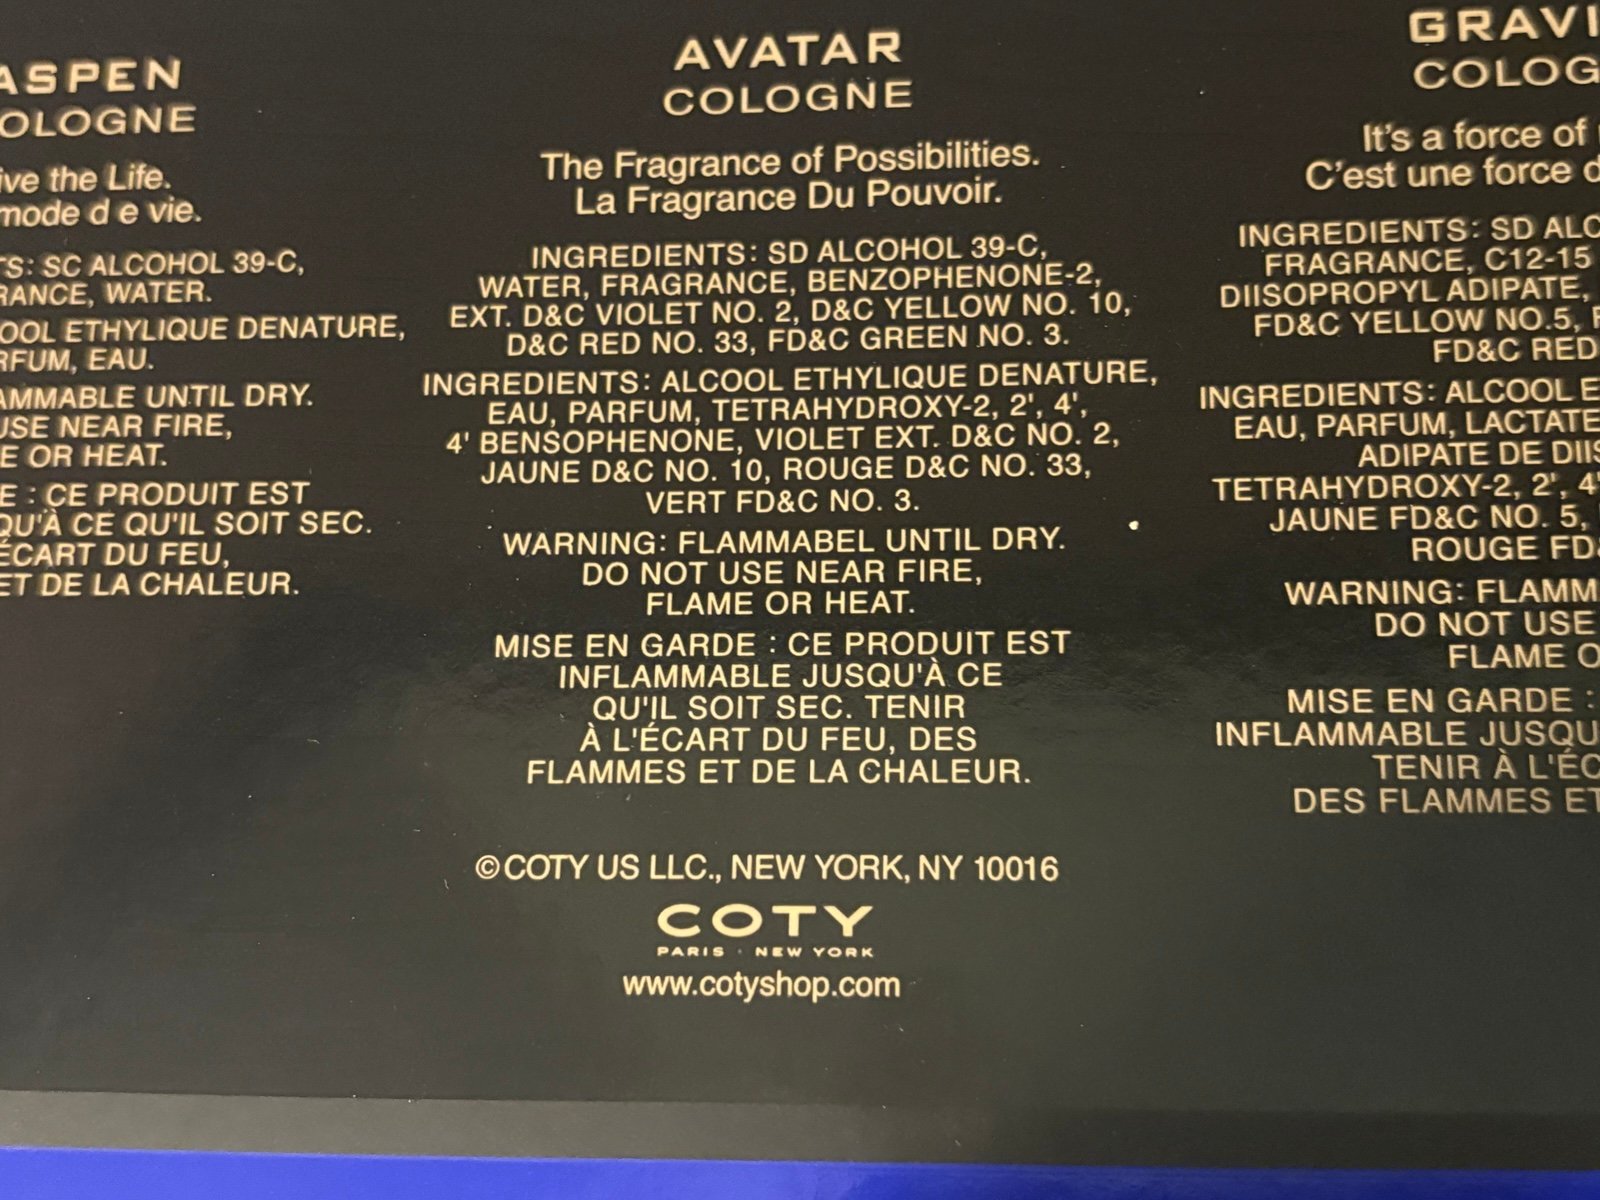 ASPEN
OLOGNE
ive the Life.
mode d e vie.
TS: SC ALCOHOL 39-C,
RANCE, WATER.
COOL ETHYLIQUE DENATURE,
RFUM, EAU.
AMMABLE UNTIL DRY.
USE NEAR FIRE,
E OR HEAT.
E : CE PRODUIT EST
QU'À CE QU'IL SOIT SEC.
ÉCART DU FEU,
ET DE LA CHALEUR.
AVATAR
COLOGNE
The Fragrance of Possibilities.
La Fragrance Du Pouvoir.
INGREDIENTS: SD ALCOHOL 39-C,
WATER, FRAGRANCE, BENZOPHENONE-2,
EXT. D&C VIOLET NO. 2, D&C YELLOW NO. 10,
D&C RED NO. 33, FD&C GREEN NO. 3.
INGREDIENTS: ALCOOL ETHYLIQUE DENATURE,
EAU, PARFUM, TETRAHYDROXY-2, 2', 4',
4' BENSOPHENONE, VIOLET EXT. D&C NO. 2,
JAUNE D&C NO. 10, ROUGE D&C NO. 33,
VERT FD&C NO. 3.
WARNING: FLAMMABEL UNTIL DRY.
DO NOT USE NEAR FIRE,
FLAME OR HEAT.
MISE EN GARDE : CE PRODUIT EST
INFLAMMABLE JUSQU'À CE
QU'IL SOIT SEC. TENIR
À L'ÉCART DU FEU, DES
FLAMMES ET DE LA CHALEUR.
©COTY US LLC., NEW YORK, NY 10016
COTY
PARIS · NEW YORK
www.cotyshop.com
GRAVI
COLOG
It's a force of
C'est une force d
INGREDIENTS: SD ALC
FRAGRANCE, C12-15
DIISOPROPYL ADIPATE,
FD&C YELLOW NO.5,
FD&C RED
INGREDIENTS: ALCOOL E
EAU, PARFUM, LACTATE
ADIPATE DE DIIS
TETRAHYDROXY-2, 2', 4'
JAUNE FD&C NO. 5,
ROUGE FD&
WARNING: FLAMM
DO NOT USE
FLAME O
MISE EN GARDE :
INFLAMMABLE JUSQU
TENIR À L'ÉC
DES FLAMMES ET